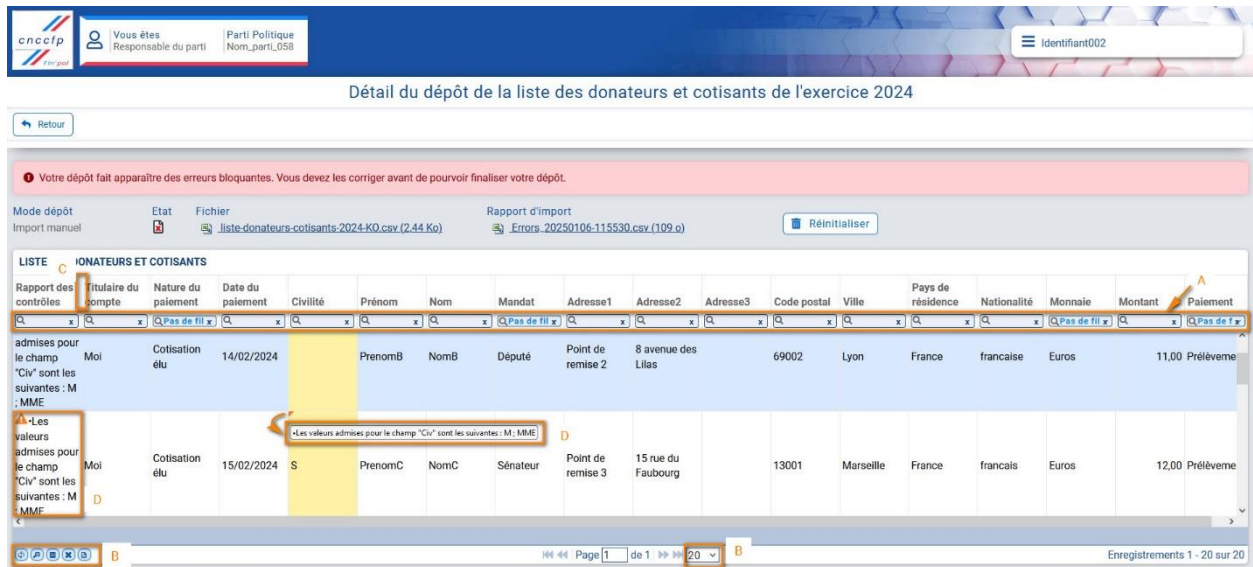 cnccfp
Fin'pol
Vous êtes
Responsable du parti
Parti Politique
Nom_parti_058
Identifiant002
Détail du dépôt de la liste des donateurs et cotisants de l'exercice 2024
Retour
Votre dépôt fait apparaître des erreurs bloquantes. Vous devez les corriger avant de pourvoir finaliser votre dépôt.
Mode dépôt Etat Fichier Rapport d'import
Import manuel liste-donateurs-cotisants-2024-KO.csv (2.44 Ko) Errors_20250106-115530.csv (109 o) Réinitialiser
LISTE DONATEURS ET COTISANTS
C
A
Rapport des contrôles Titulaire du compte Nature du paiement Date du paiement Civilité Prénom Nom Mandat Adresse1 Adresse2 Adresse3 Code postal Ville Pays de résidence Nationalité Monnaie Montant Paiement
x x Pas de fil x x x x x Pas de fil x x x x x x x x Pas de fil x x Pas de f x
admises pour
le champ
"Civ" sont les
suivantes : M
; MME
Moi Cotisation élu 14/02/2024 PrenomB NomB Député Point de remise 2 8 avenue des Lilas 69002 Lyon France francaise Euros 11,00 Prélèveme
•Les valeurs admises pour le champ "Civ" sont les suivantes : M ; MME
D
•Les
valeurs
admises pour
le champ
"Civ" sont les
suivantes : M
; MME
D
Moi Cotisation élu 15/02/2024 S PrenomC NomC Sénateur Point de remise 3 15 rue du Faubourg 13001 Marseille France francais Euros 12,00 Prélèveme
B
Page 1 de 1 20
B
Enregistrements 1 - 20 sur 20